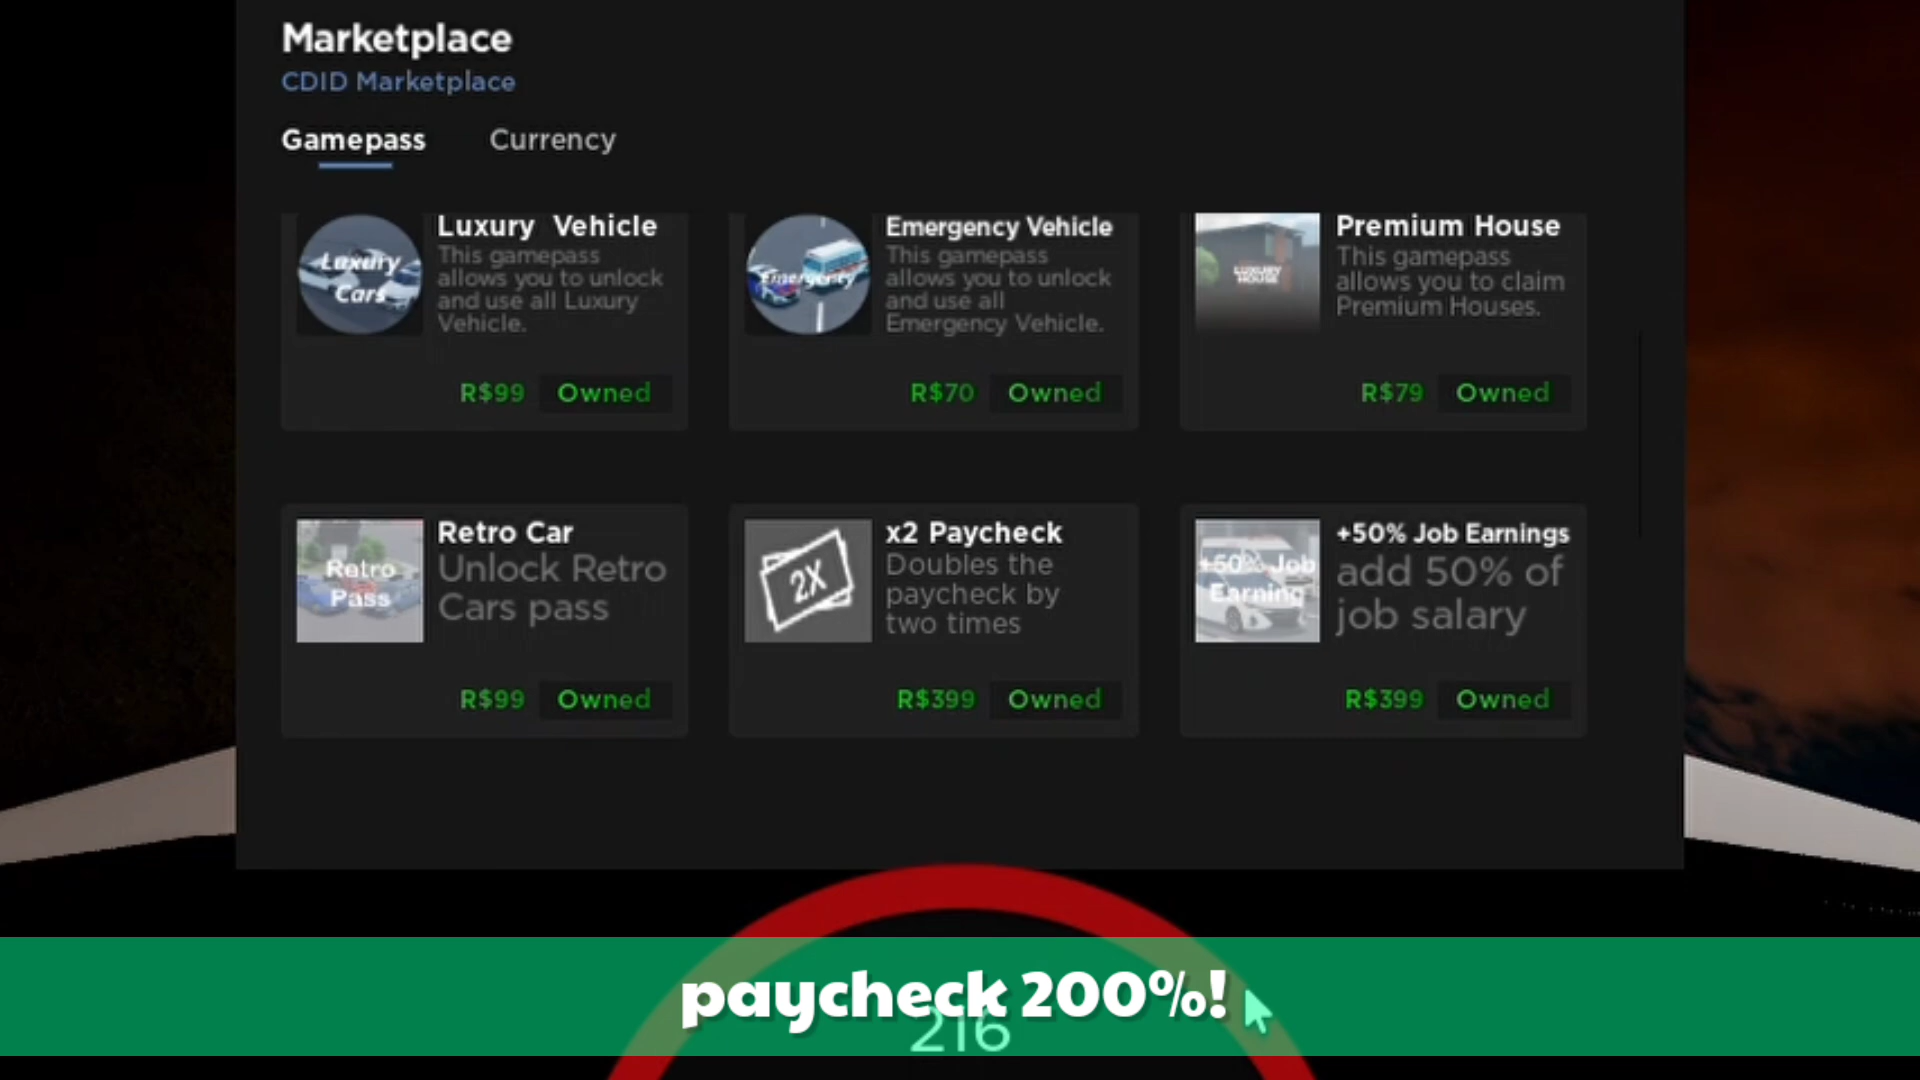 Marketplace
CDID Marketplace
Gamepass
Currency
Luxury Cars
Luxury Vehicle
This gamepass
allows you to unlock
and use all Luxury
Vehicle.
R$99
Owned
Emergency
Emergency Vehicle
This gamepass
allows you to unlock
and use all
Emergency Vehicle.
R$70
Owned
LUXURY
HOUSE
Premium House
This gamepass
allows you to claim
Premium Houses.
R$79
Owned
Retro
Pass
Retro Car
Unlock Retro
Cars pass
R$99
Owned
2X
x2 Paycheck
Doubles the
paycheck by
two times
R$399
Owned
+50% Job
Earning
+50% Job Earnings
add 50% of
job salary
R$399
Owned
paycheck 200%!
216